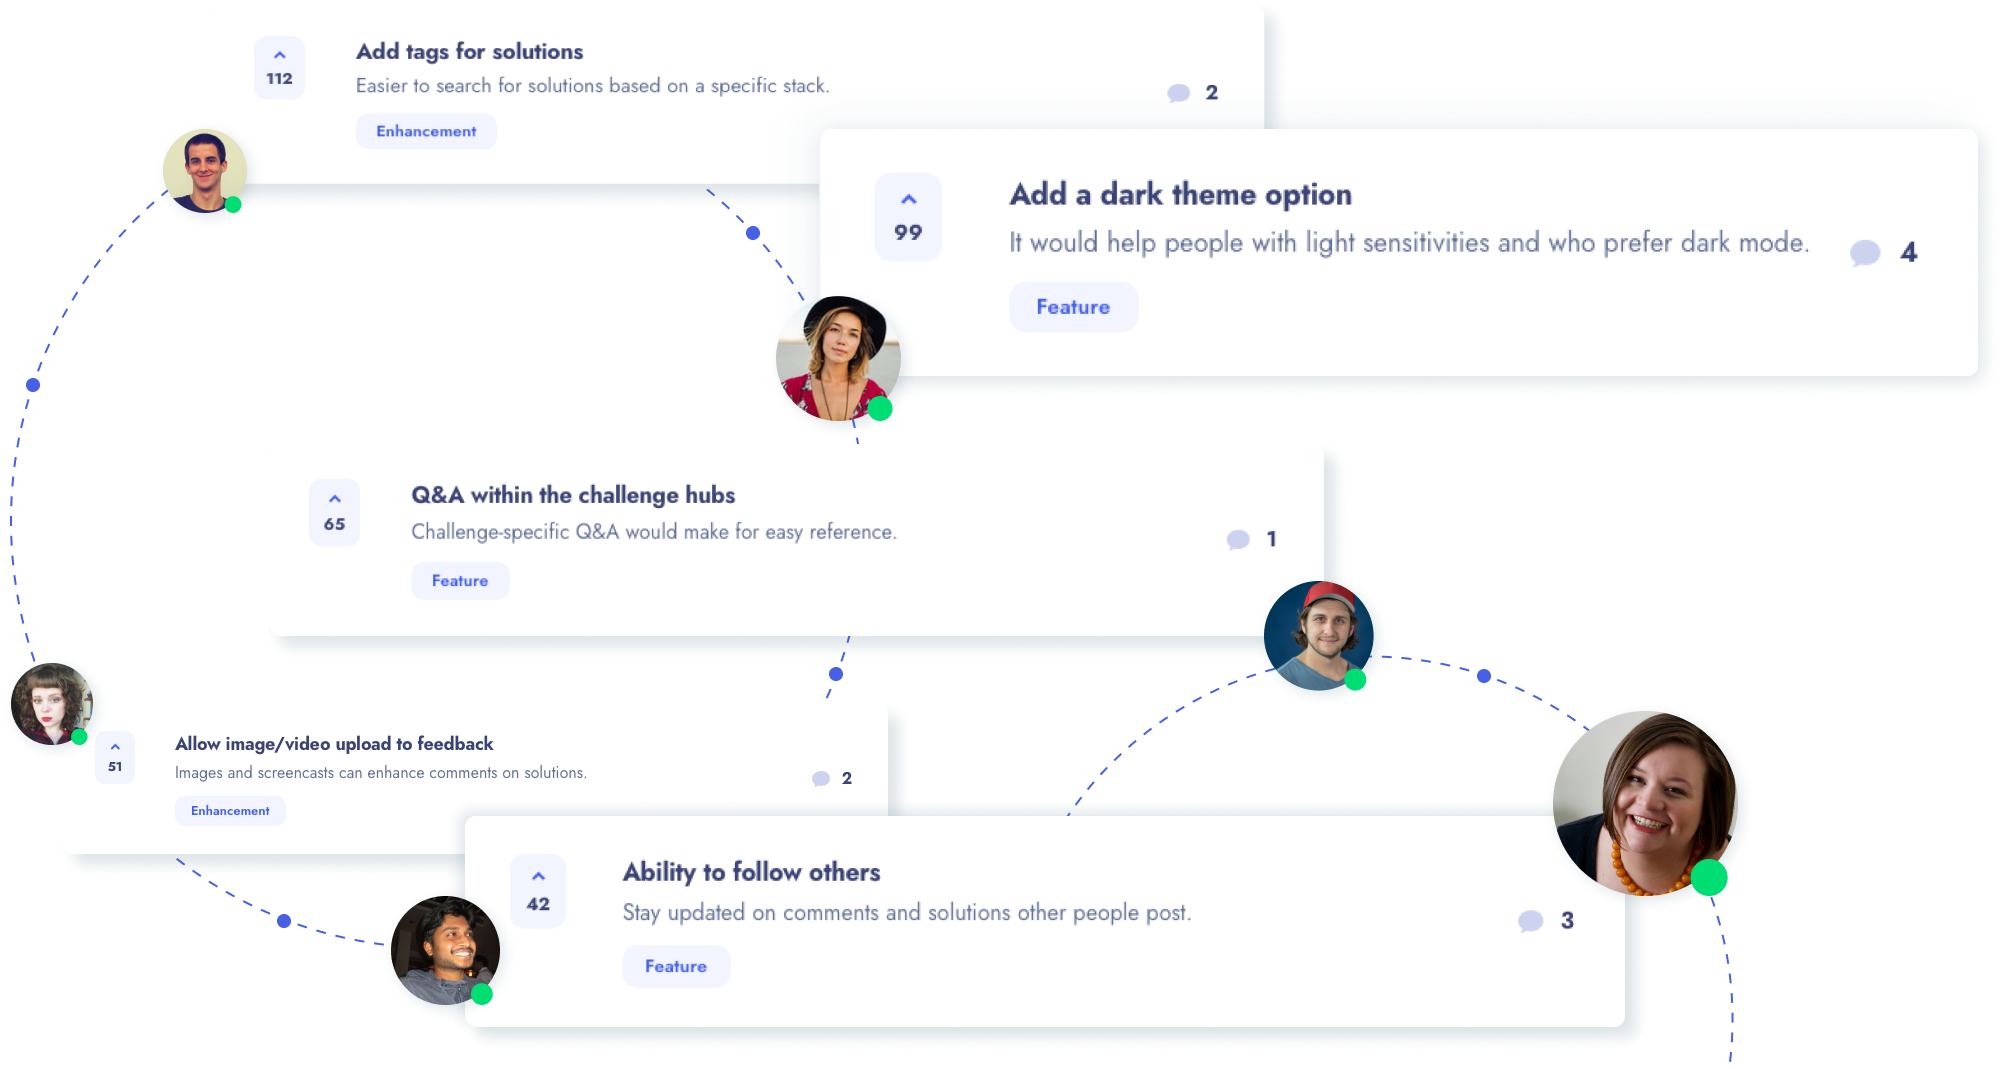 112
Add tags for solutions
Easier to search for solutions based on a specific stack.
Enhancement
2
99
Add a dark theme option
It would help people with light sensitivities and who prefer dark mode.
Feature
4
65
Q&A within the challenge hubs
Challenge-specific Q&A would make for easy reference.
Feature
1
51
Allow image/video upload to feedback
Images and screencasts can enhance comments on solutions.
Enhancement
2
42
Ability to follow others
Stay updated on comments and solutions other people post.
Feature
3